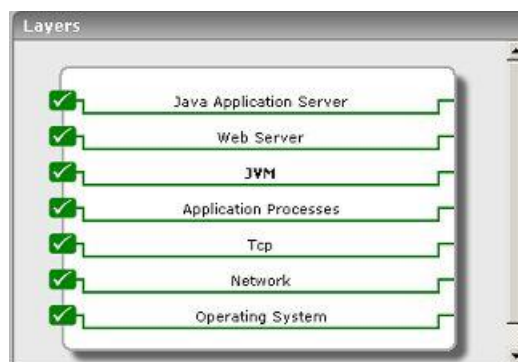 Layers
Java Application Server
Web Server
JVM
Application Processes
Tcp
Network
Operating System